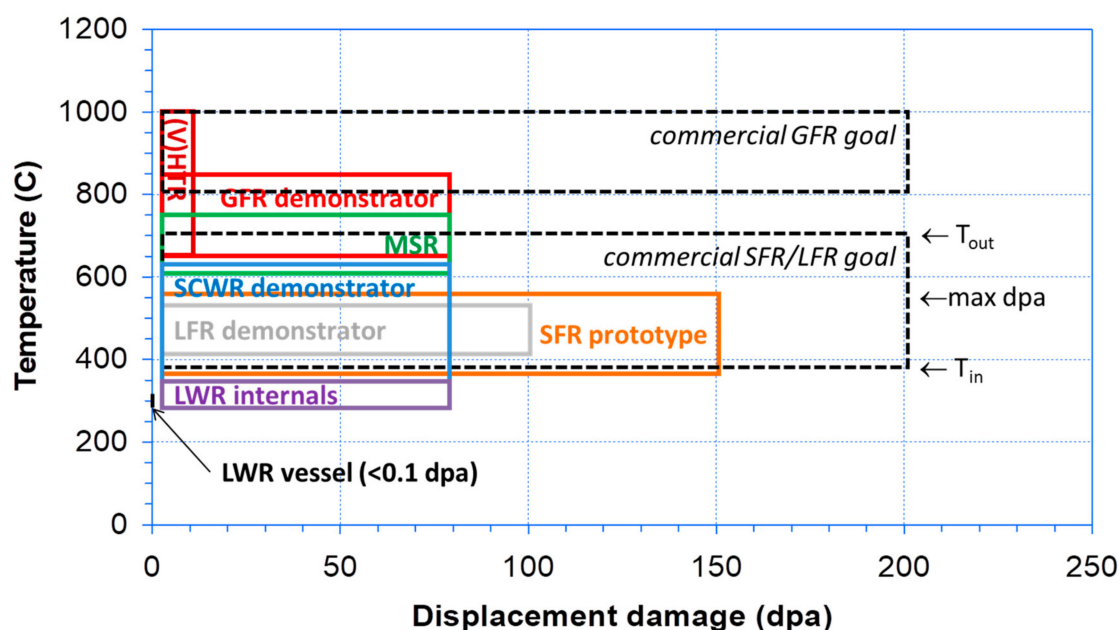 1200
1000
800
600
400
200
0
Temperature (C)
(V)HTR
commercial GFR goal
GFR demonstrator
MSR
← T_out
commercial SFR/LFR goal
SCWR demonstrator
←max dpa
LFR demonstrator
SFR prototype
← T_in
LWR internals
LWR vessel (<0.1 dpa)
0 50 100 150 200 250
Displacement damage (dpa)